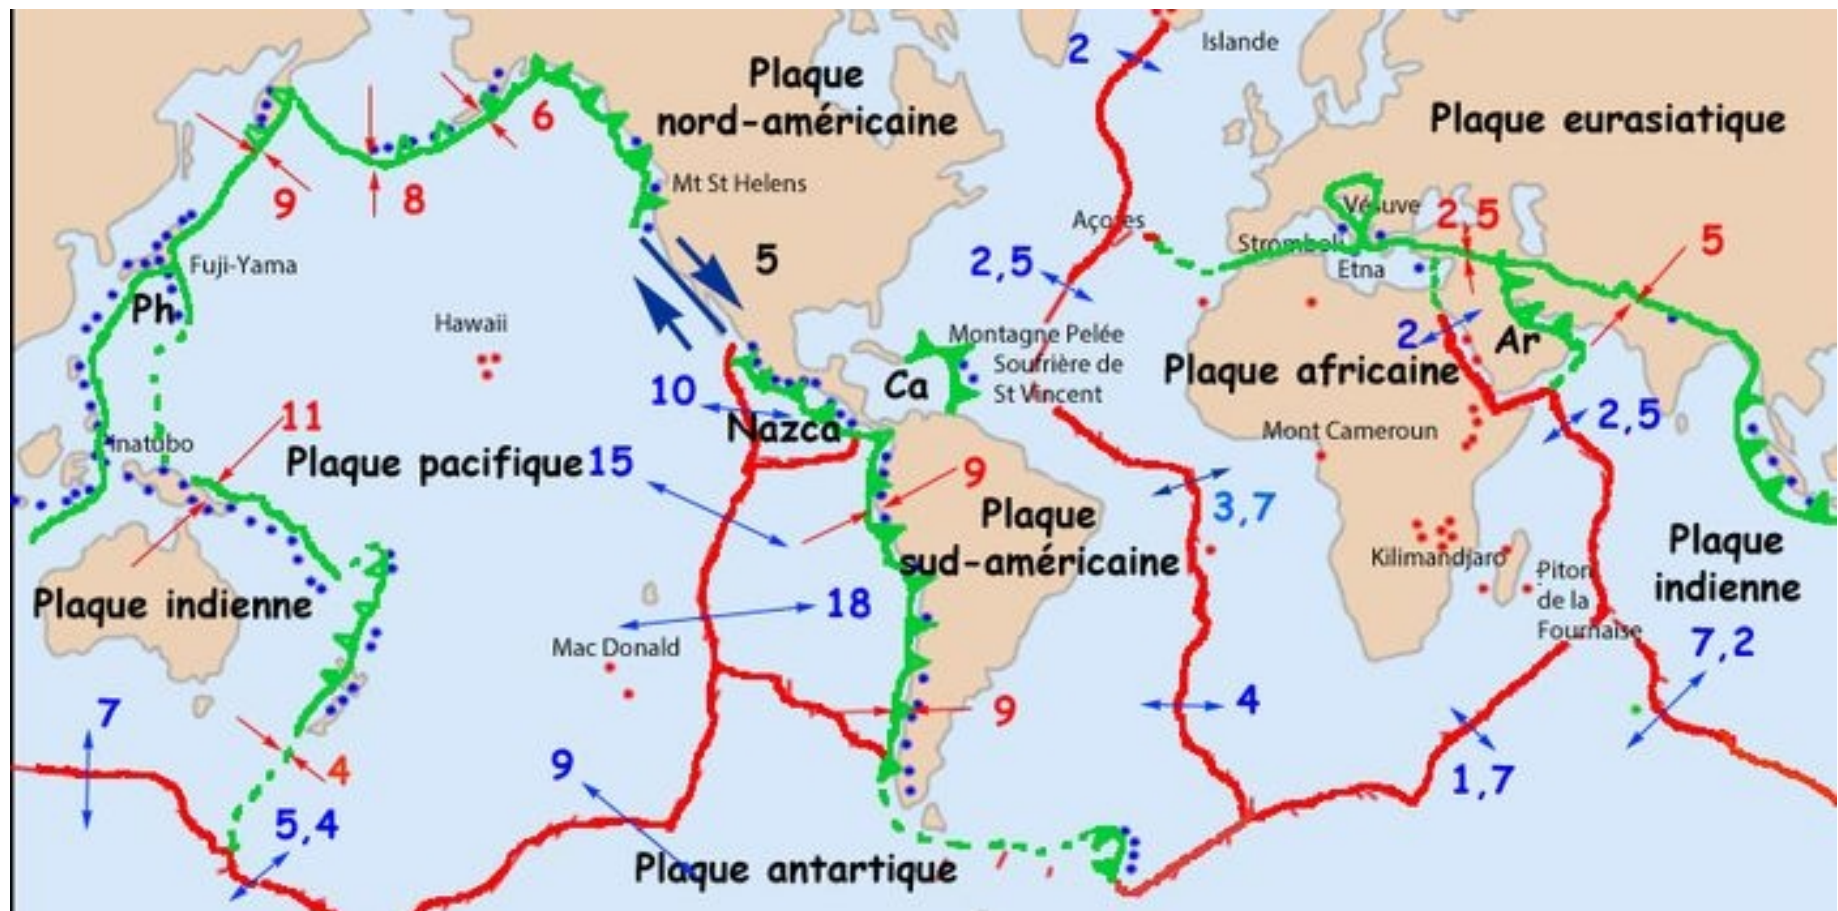 Islande
2
Plaque
nord-américaine
Plaque eurasiatique
6
9
8
Mt St Helens
Açores
Vésuve
2,5
5
Stromboli
Etna
Fuji-Yama
2,5
5
Ph
Hawaii
Montagne Pelée
Soufrière de
St Vincent
2
Ar
Plaque africaine
Ca
10
Nazca
11
2,5
Mont Cameroun
inatubo
Plaque pacifique
15
9
3,7
Plaque
sud-américaine
Kilimandjaro
Plaque
indienne
Piton
de la
Fournaise
Plaque indienne
18
Mac Donald
7,2
7
9
4
4
9
1,7
5,4
Plaque antartique